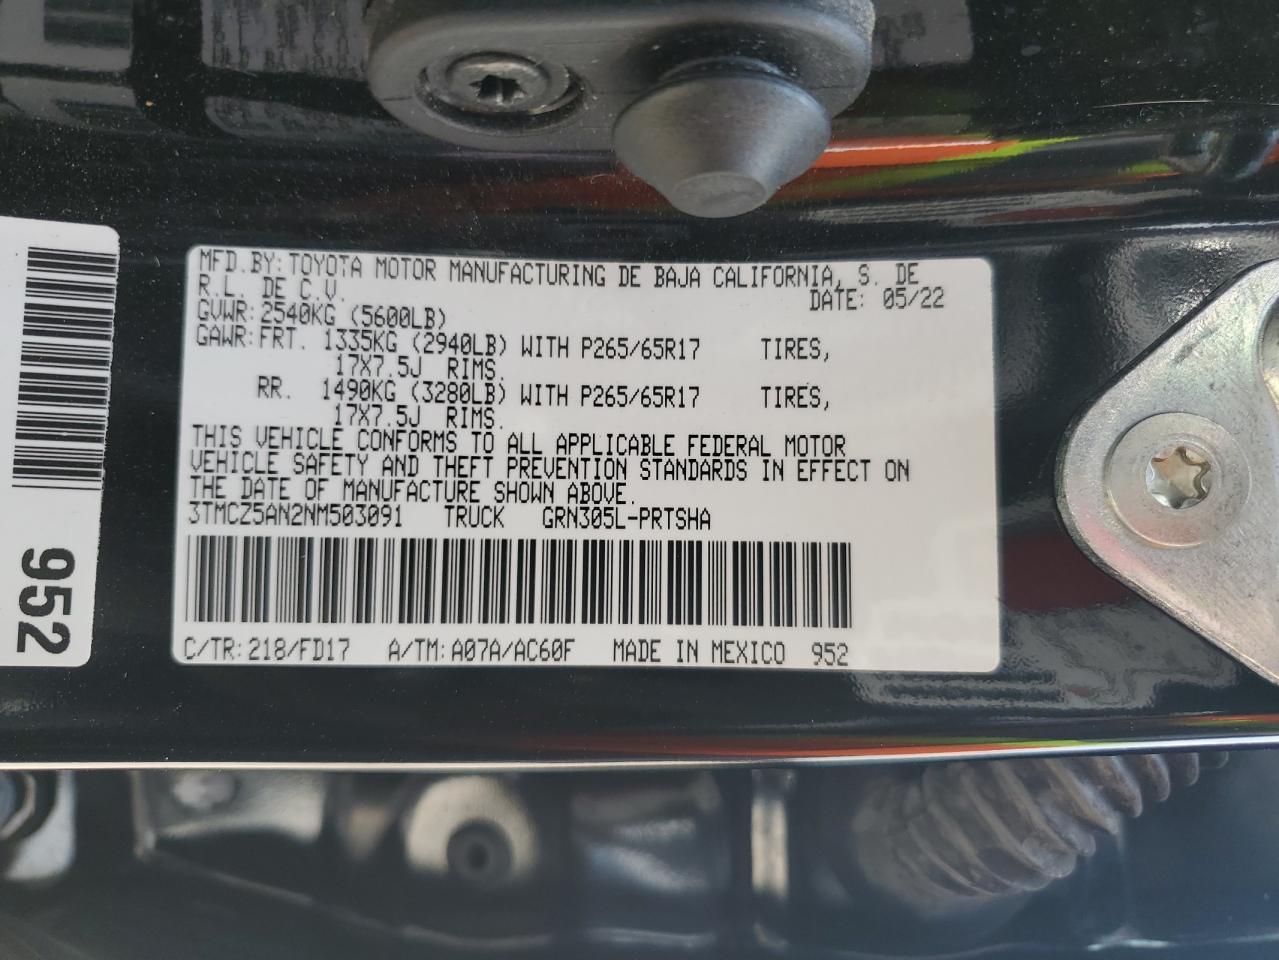 MFD.BY: TOYOTA MOTOR MANUFACTURING DE BAJA CALIFORNIA, S. DE
R.L. DE C.V. DATE: 05/22
GVWR: 2540KG (5600LB)
GAWR: FRT. 1335KG (2940LB) WITH P265/65R17 TIRES,
17X7.5J RIMS.
RR. 1490KG (3280LB) WITH P265/65R17 TIRES,
17X7.5J RIMS.
THIS VEHICLE CONFORMS TO ALL APPLICABLE FEDERAL MOTOR
VEHICLE SAFETY AND THEFT PREVENTION STANDARDS IN EFFECT ON
THE DATE OF MANUFACTURE SHOWN ABOVE.
3TMCZ5AN2NM503091 TRUCK GRN305L-PRTSHA
C/TR: 218/FD17 A/TM: A07A/AC60F MADE IN MEXICO 952
952